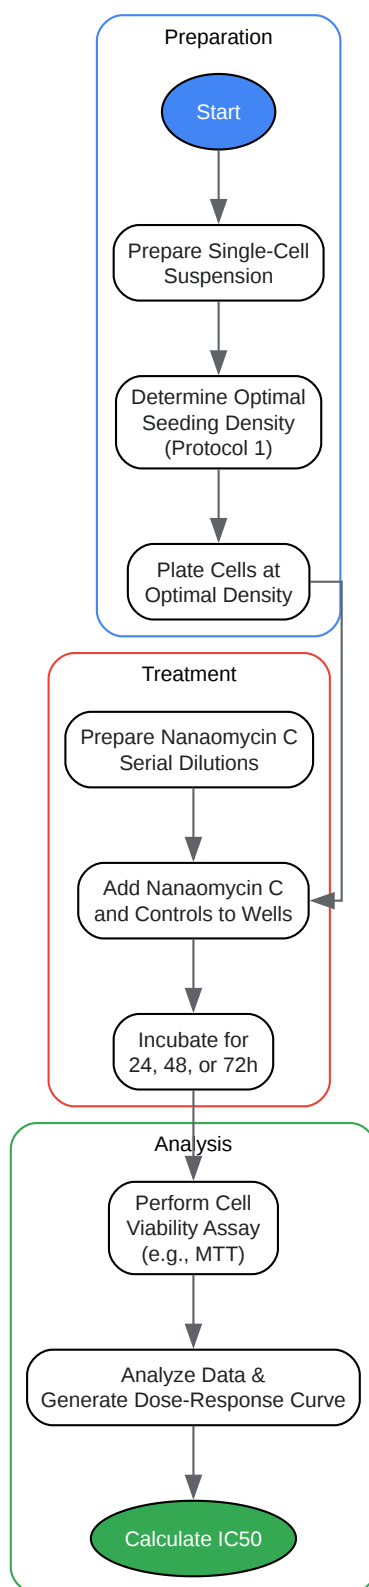 Preparation
Start
Prepare Single-Cell
Suspension
Determine Optimal
Seeding Density
(Protocol 1)
Plate Cells at
Optimal Density
Treatment
Prepare Nanaomycin C
Serial Dilutions
Add Nanaomycin C
and Controls to Wells
Incubate for
24, 48, or 72h
Analysis
Perform Cell
Viability Assay
(e.g., MTT)
Analyze Data &
Generate Dose-Response Curve
Calculate IC50